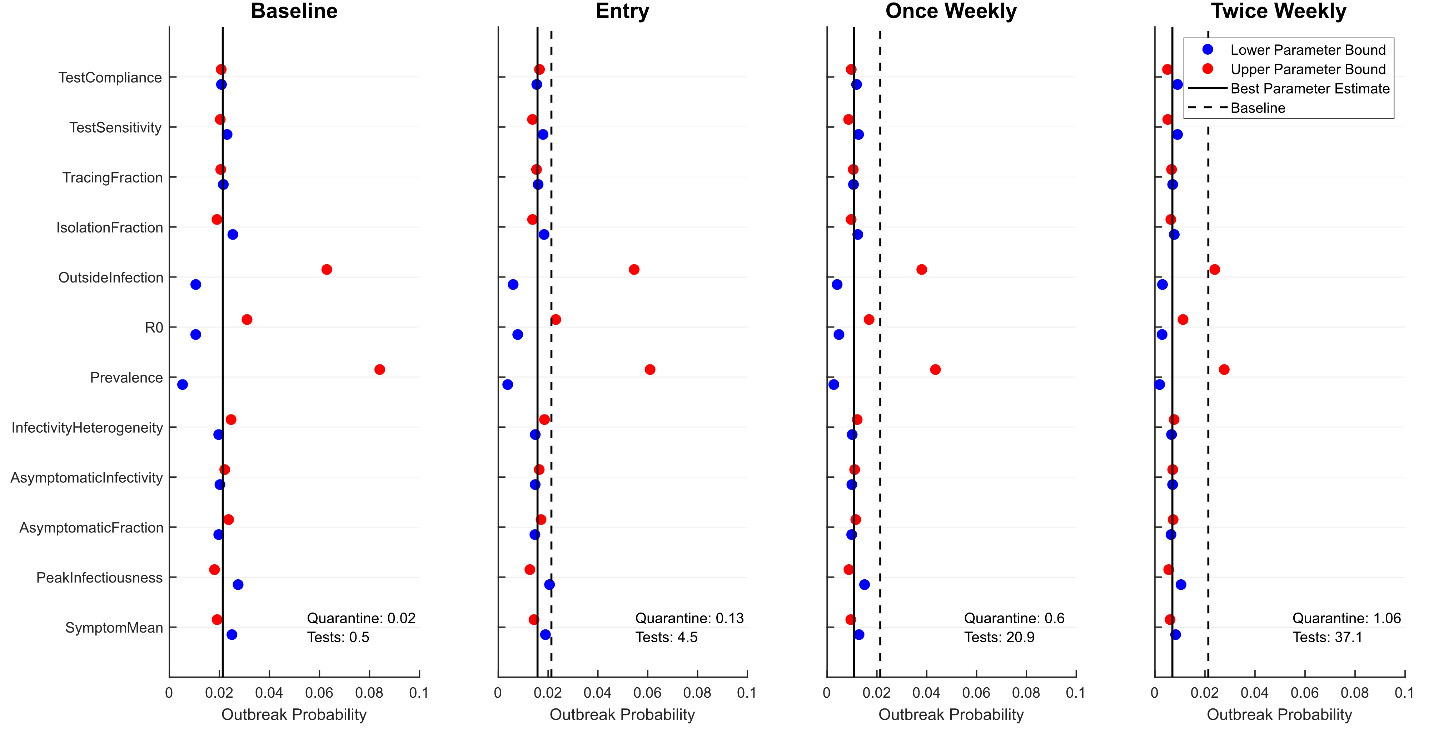 Baseline
Entry
Once Weekly
Twice Weekly
Lower Parameter Bound
Upper Parameter Bound
Best Parameter Estimate
Baseline
TestCompliance
TestSensitivity
TracingFraction
IsolationFraction
OutsideInfection
R0
Prevalence
InfectivityHeterogeneity
AsymptomaticInfectivity
AsymptomaticFraction
PeakInfectiousness
SymptomMean
Quarantine: 0.02
Tests: 0.5
Quarantine: 0.13
Tests: 4.5
Quarantine: 0.6
Tests: 20.9
Quarantine: 1.06
Tests: 37.1
0 0.02 0.04 0.06 0.08 0.1
0 0.02 0.04 0.06 0.08 0.1
0 0.02 0.04 0.06 0.08 0.1
0 0.02 0.04 0.06 0.08 0.1
Outbreak Probability
Outbreak Probability
Outbreak Probability
Outbreak Probability